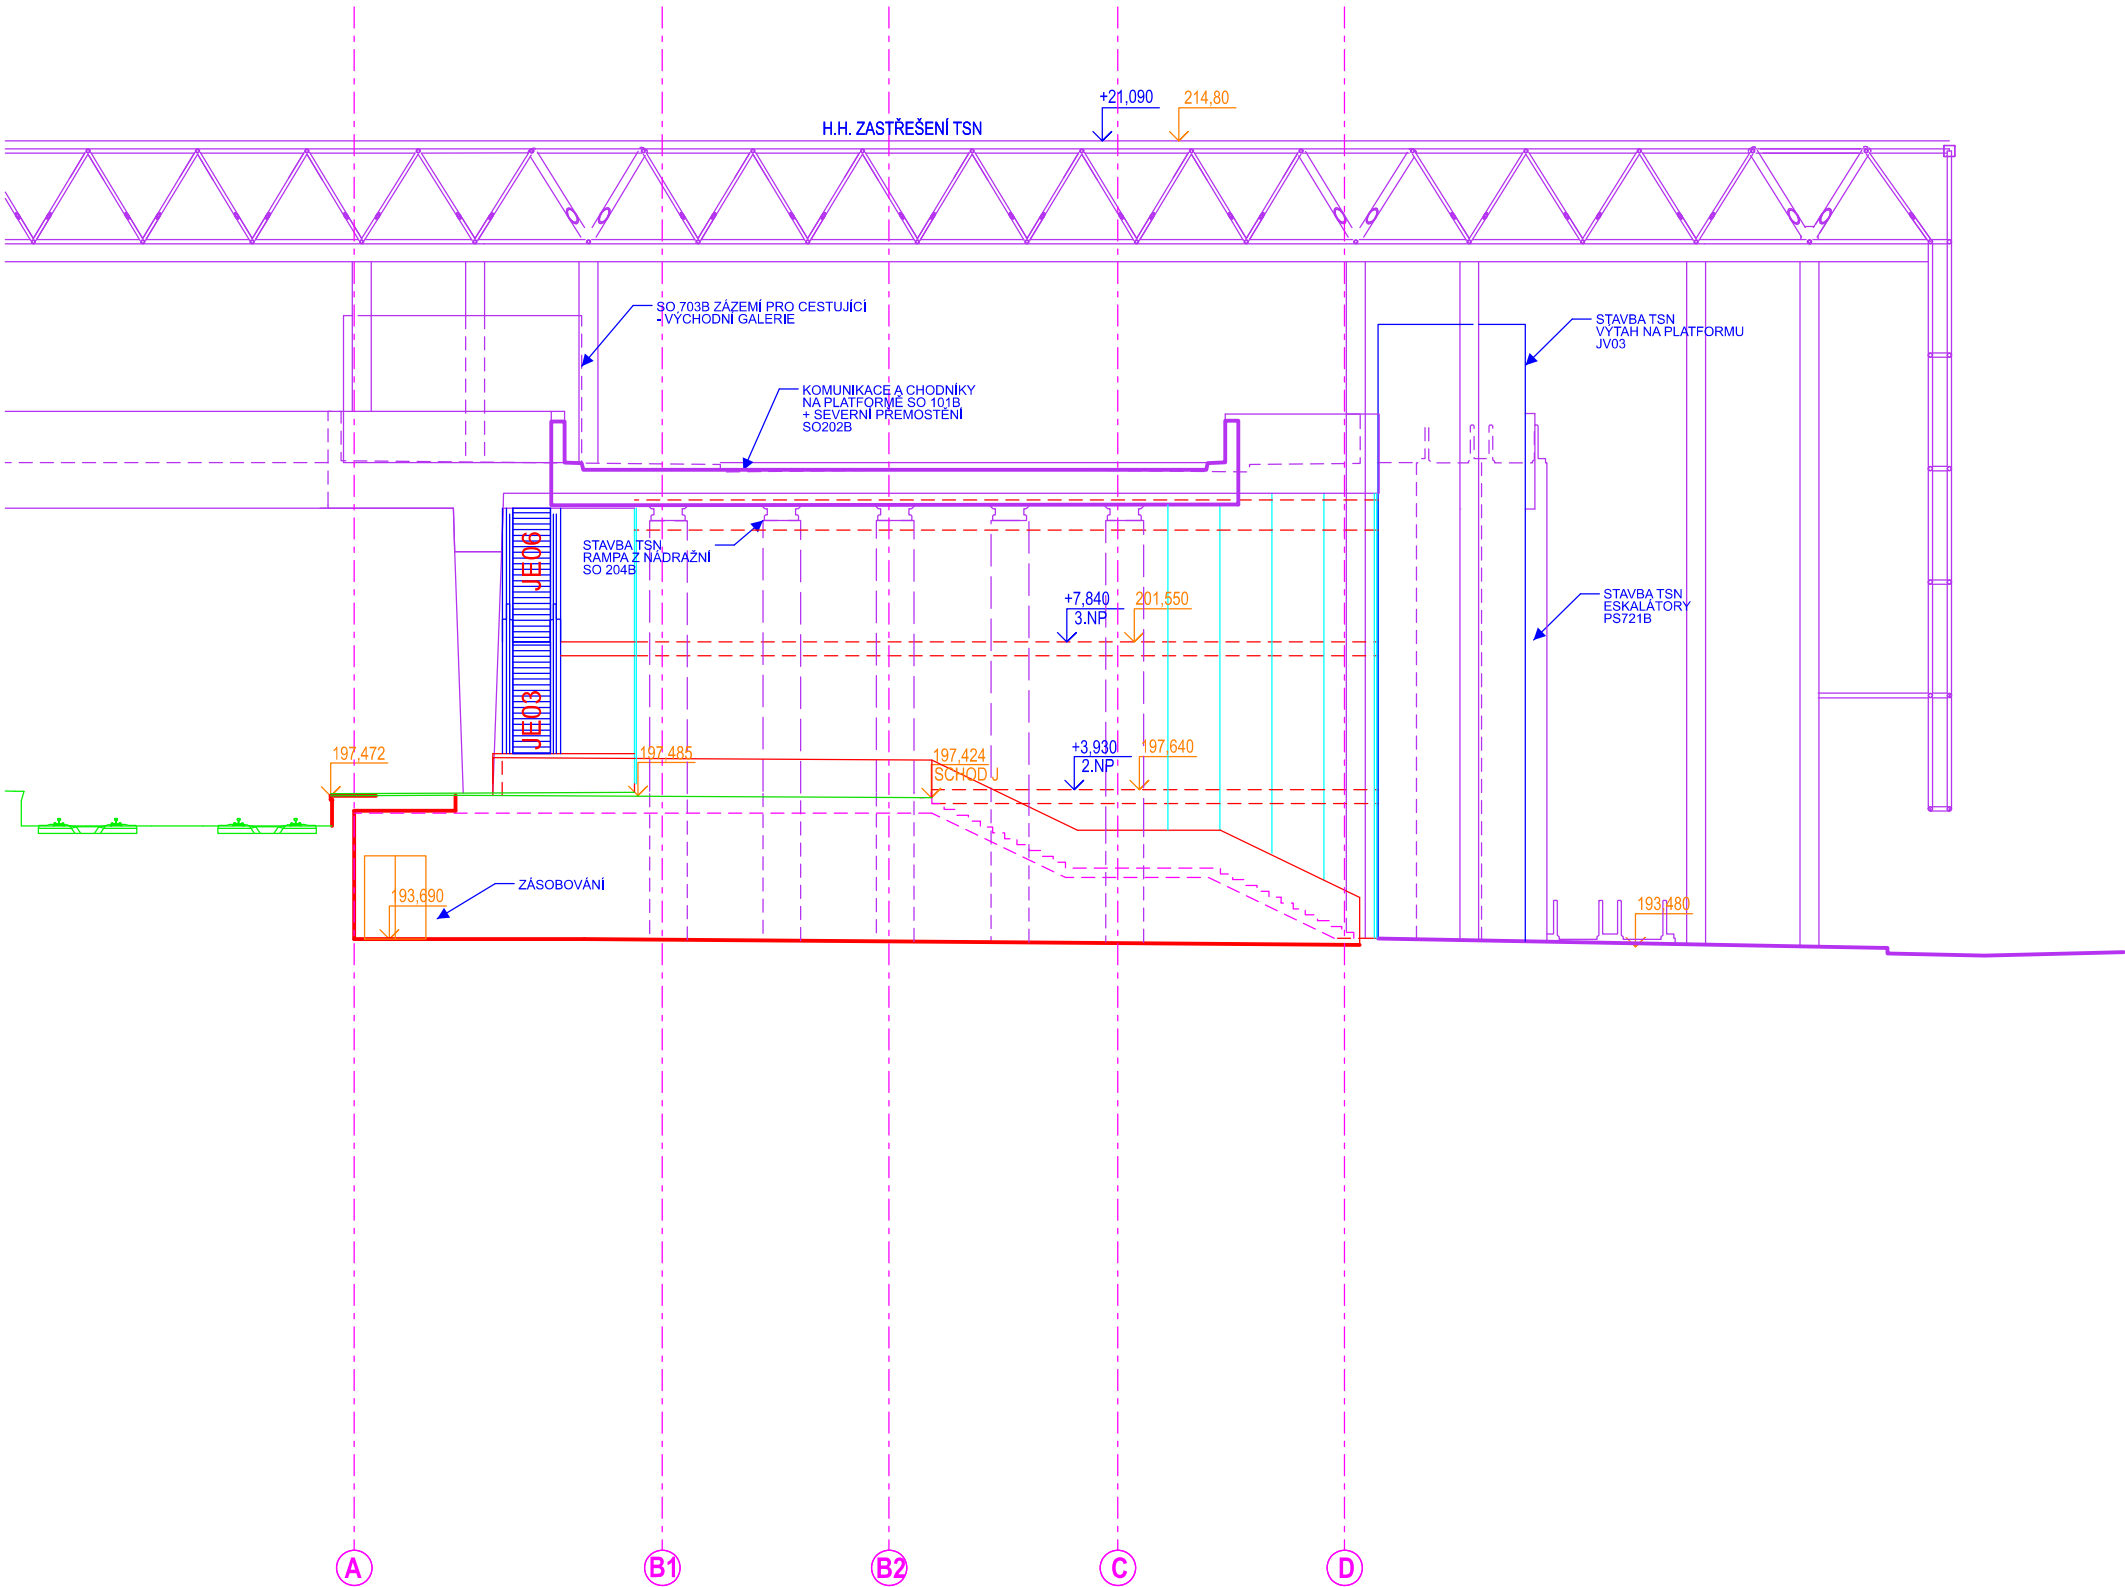 +21,090
214,80
H.H. ZASTŘEŠENÍ TSN
SO 703B ZÁZEMÍ PRO CESTUJÍCÍ
- VÝCHODNÍ GALERIE
STAVBA TSN
VÝTAH NA PLATFORMU
JV03
KOMUNIKACE A CHODNÍKY
NA PLATFORMĚ SO 101B
+ SEVERNÍ PŘEMOSTĚNÍ
SO202B
JE06
STAVBA TSN
RAMPA Z NÁDRAŽNÍ
SO 204B
+7,840
3.NP
201,550
STAVBA TSN
ESKALÁTORY
PS721B
JE03
197,472
197,485
197,424
SCHOD J
+3,930
2.NP
197,640
ZÁSOBOVÁNÍ
193,690
193,480
A
B1
B2
C
D